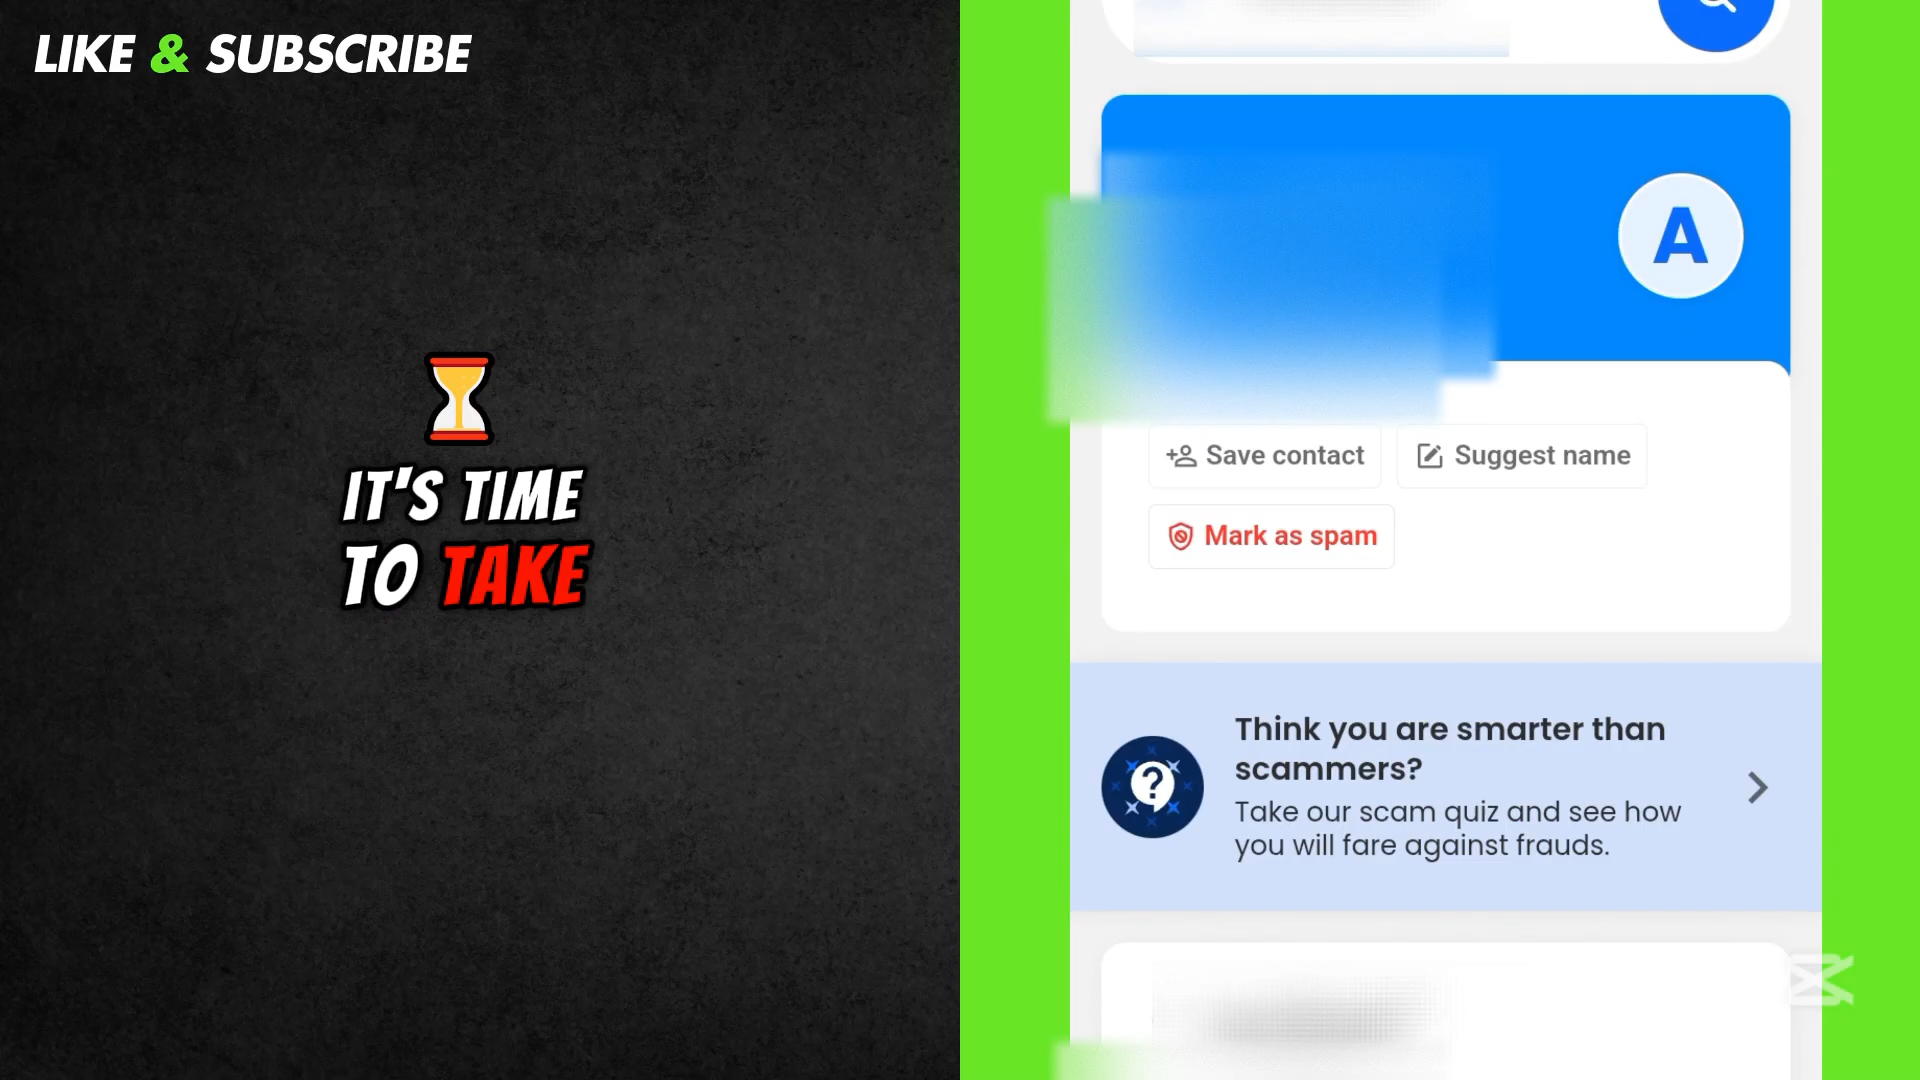 LIKE & SUBSCRIBE
IT'S TIME
TO TAKE
A
Save contact
Suggest name
Mark as spam
Think you are smarter than
scammers?
Take our scam quiz and see how
you will fare against frauds.